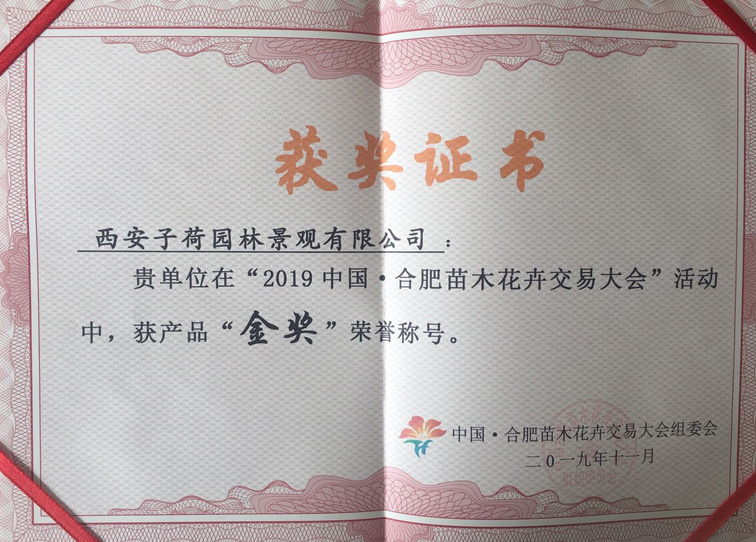 获奖证书
西安子荷园林景观有限公司：
贵单位在“2019中国·合肥苗木花卉交易大会”活动
中，获产品“金奖”荣誉称号。
中国·合肥苗木花卉交易大会组委会
二0一九年十一月